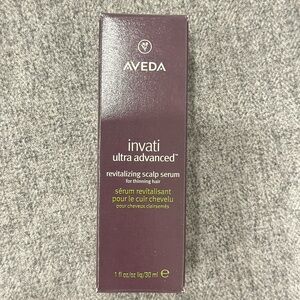 AVEDA
invati
ultra advanced™
revitalizing scalp serum
for thinning hair
sérum revitalisant
pour le cuir chevelu
pour cheveux clairsemés
1 fl oz/oz liq/30 ml ℮